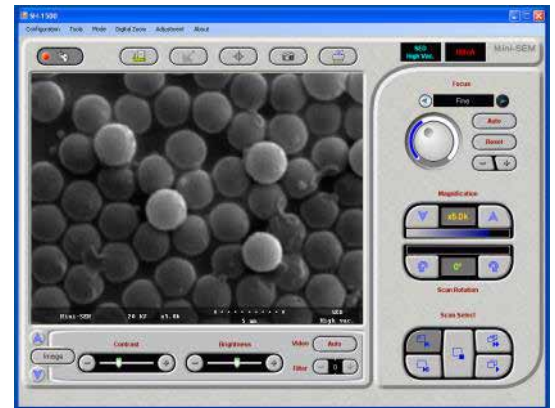 SH-1500
Configuration Tools Mode Digital Zoom Adjustment About
SED
High Vac.
Mini-SEM
Focus
Fine
Auto
Reset
Magnification
x5.0k
0°
Scan Rotation
Scan Select
Mini-SEM 20 kV x5.0k 5 um SED
High vac.
Image
Contrast
Brightness
Video Auto
Filter 0